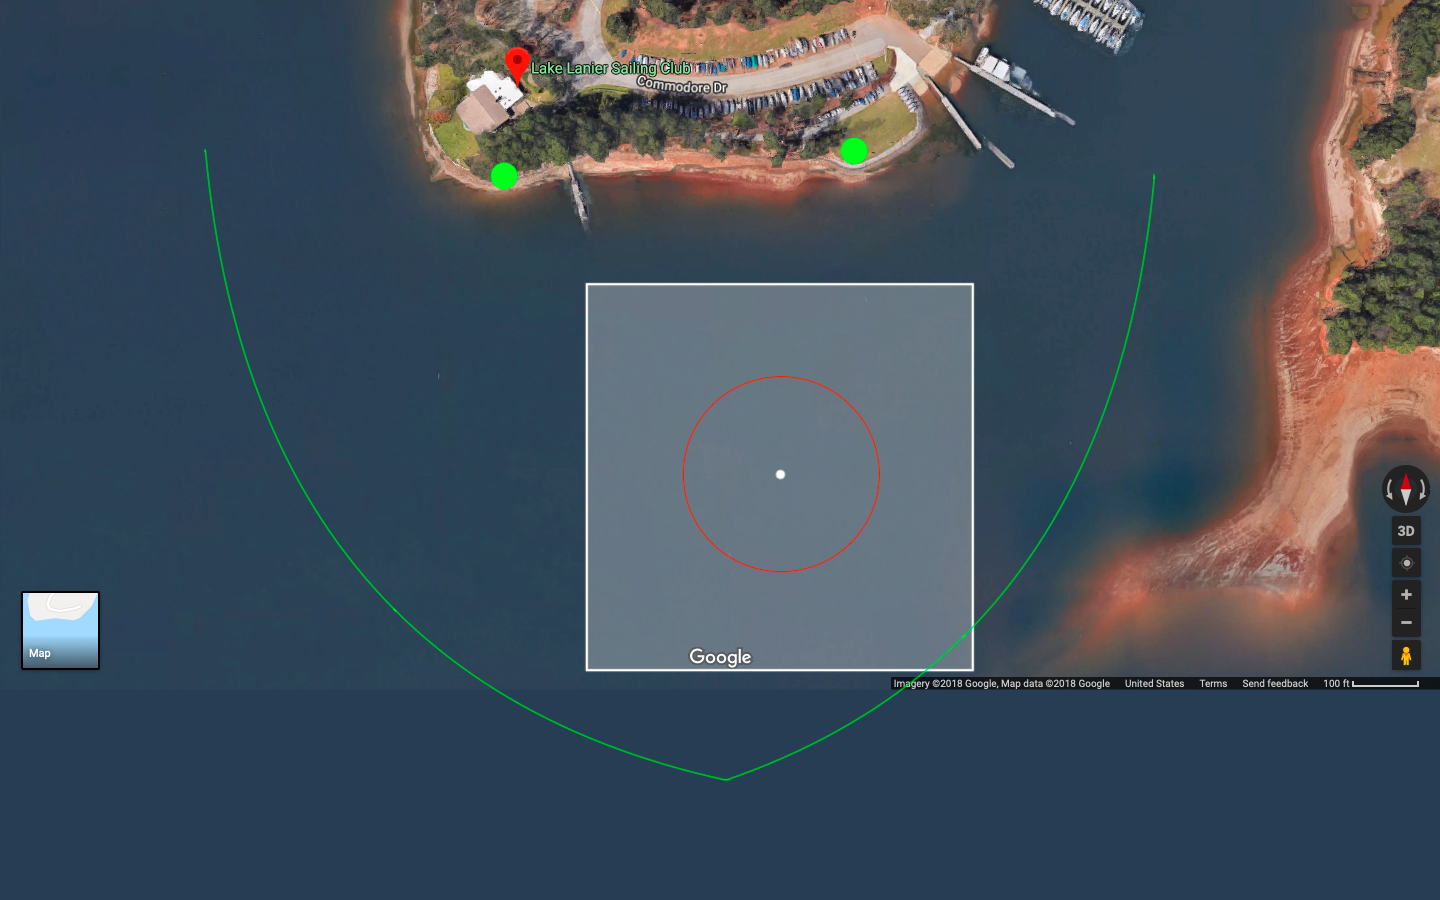 Lake Lanier Sailing Club
Commodore Dr
3D
Map
Google
Imagery ©2018 Google, Map data ©2018 Google United States Terms Send feedback 100 ft